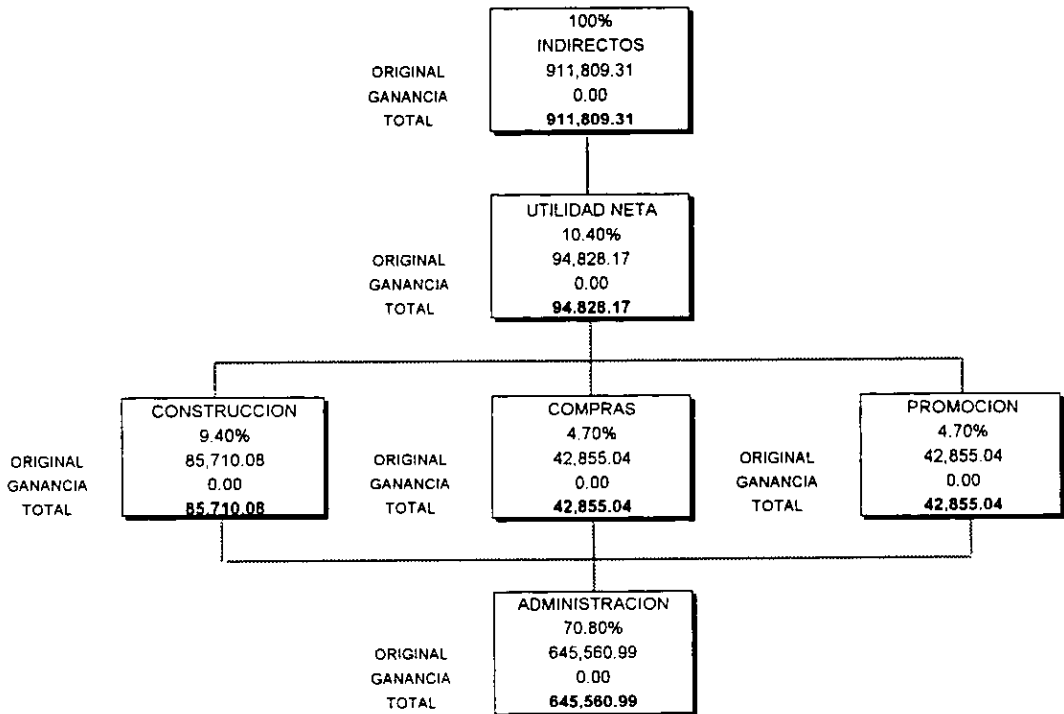 100%
INDIRECTOS
ORIGINAL 911,809.31
GANANCIA 0.00
TOTAL 911,809.31
UTILIDAD NETA
10.40%
ORIGINAL 94,828.17
GANANCIA 0.00
TOTAL 94.828.17
CONSTRUCCION COMPRAS PROMOCION
9.40% 4.70% 4.70%
ORIGINAL 85,710.08 ORIGINAL 42,855.04 ORIGINAL 42,855.04
GANANCIA 0.00 GANANCIA 0.00 GANANCIA 0.00
TOTAL 85.710.08 TOTAL 42,855.04 TOTAL 42,855.04
ADMINISTRACION
70.80%
ORIGINAL 645,560.99
GANANCIA 0.00
TOTAL 645,560.99